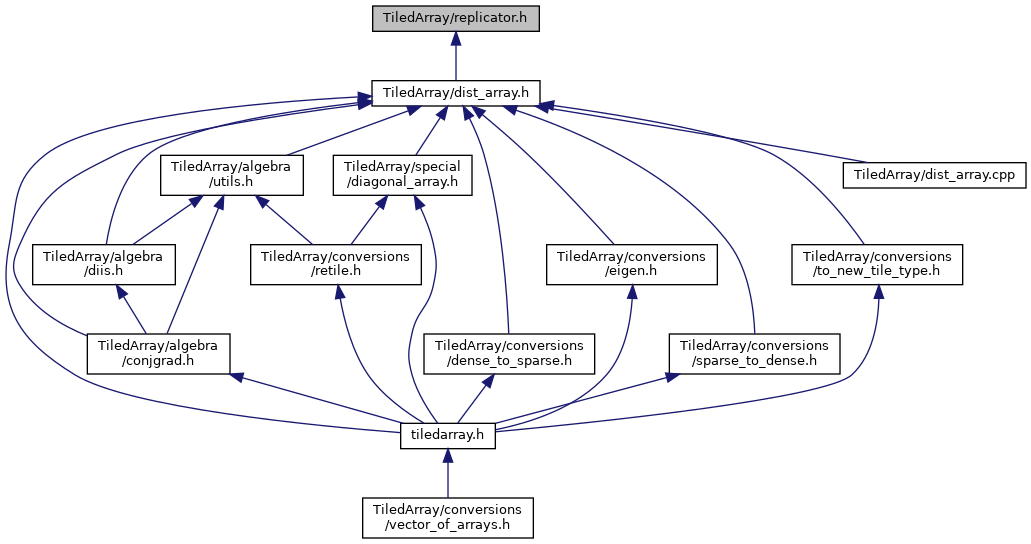 TiledArray/replicator.h
TiledArray/dist_array.h
TiledArray/algebra
/utils.h
TiledArray/special
/diagonal_array.h
TiledArray/dist_array.cpp
TiledArray/algebra
/diis.h
TiledArray/conversions
/retile.h
TiledArray/conversions
/eigen.h
TiledArray/conversions
/to_new_tile_type.h
TiledArray/algebra
/conjgrad.h
TiledArray/conversions
/dense_to_sparse.h
TiledArray/conversions
/sparse_to_dense.h
tiledarray.h
TiledArray/conversions
/vector_of_arrays.h